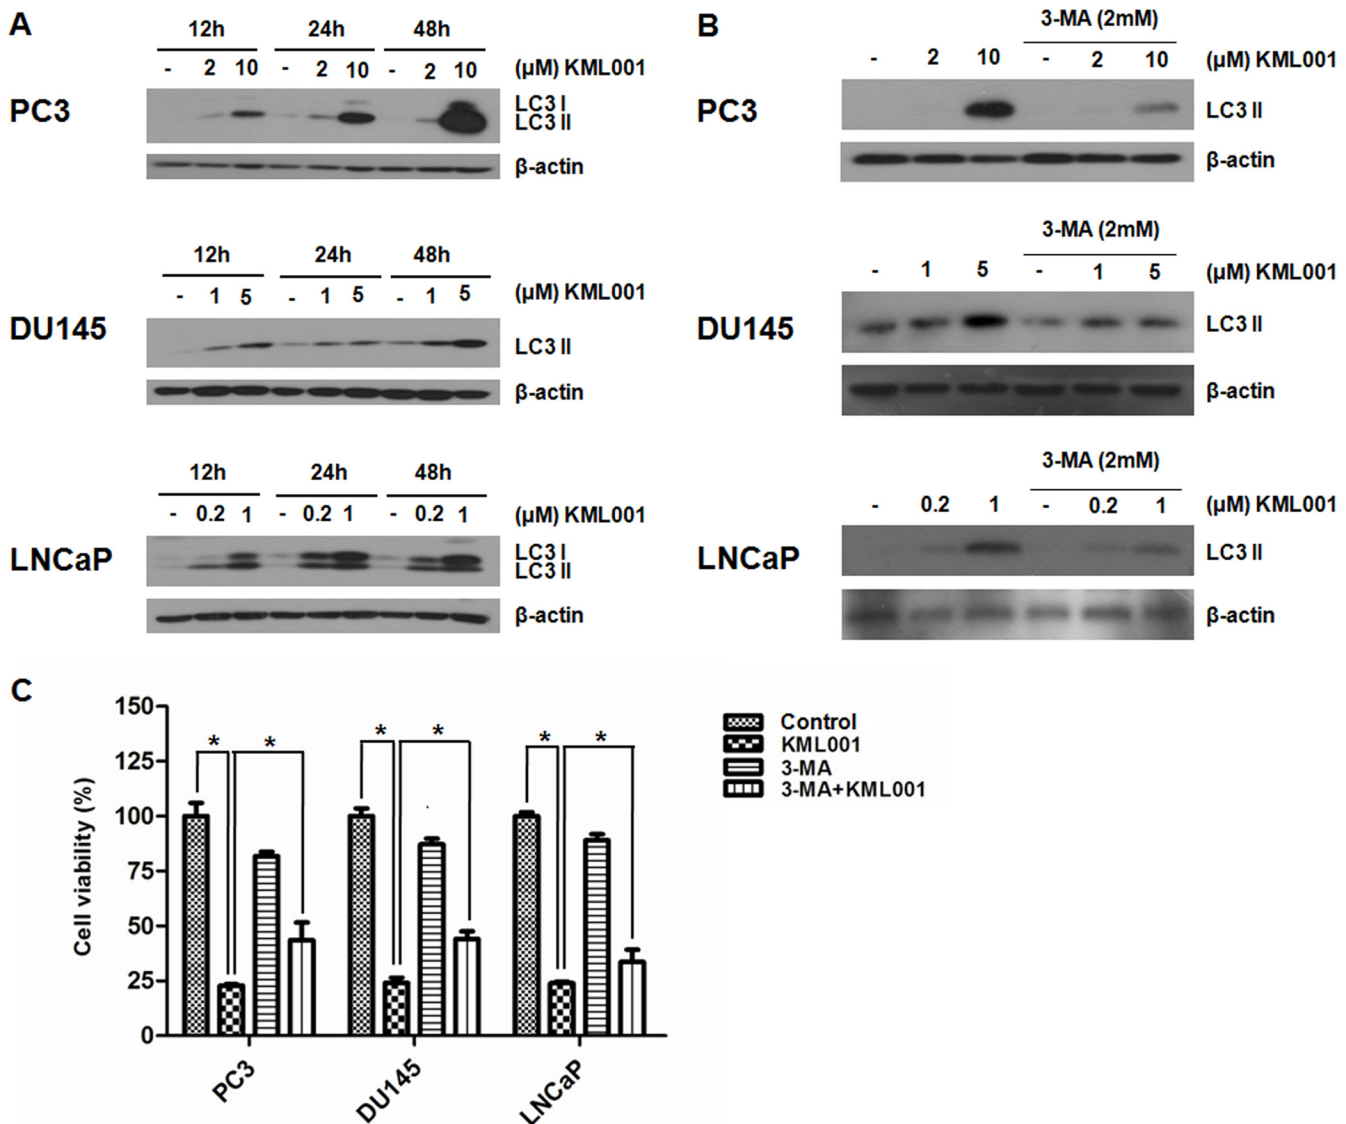 A
12h 24h 48h
- 2 10 - 2 10 - 2 10 (μM) KML001
PC3
LC3 I
LC3 II
β-actin
12h 24h 48h
- 1 5 - 1 5 - 1 5 (μM) KML001
DU145
LC3 II
β-actin
12h 24h 48h
- 0.2 1 - 0.2 1 - 0.2 1 (μM) KML001
LNCaP
LC3 I
LC3 II
β-actin
B
3-MA (2mM)
- 2 10 - 2 10 (μM) KML001
PC3
LC3 II
β-actin
3-MA (2mM)
- 1 5 - 1 5 (μM) KML001
DU145
LC3 II
β-actin
3-MA (2mM)
- 0.2 1 - 0.2 1 (μM) KML001
LNCaP
LC3 II
β-actin
C
Cell viability (%)
150
125
100
75
50
25
0
* * * * * *
PC3 DU145 LNCaP
Control
KML001
3-MA
3-MA+KML001